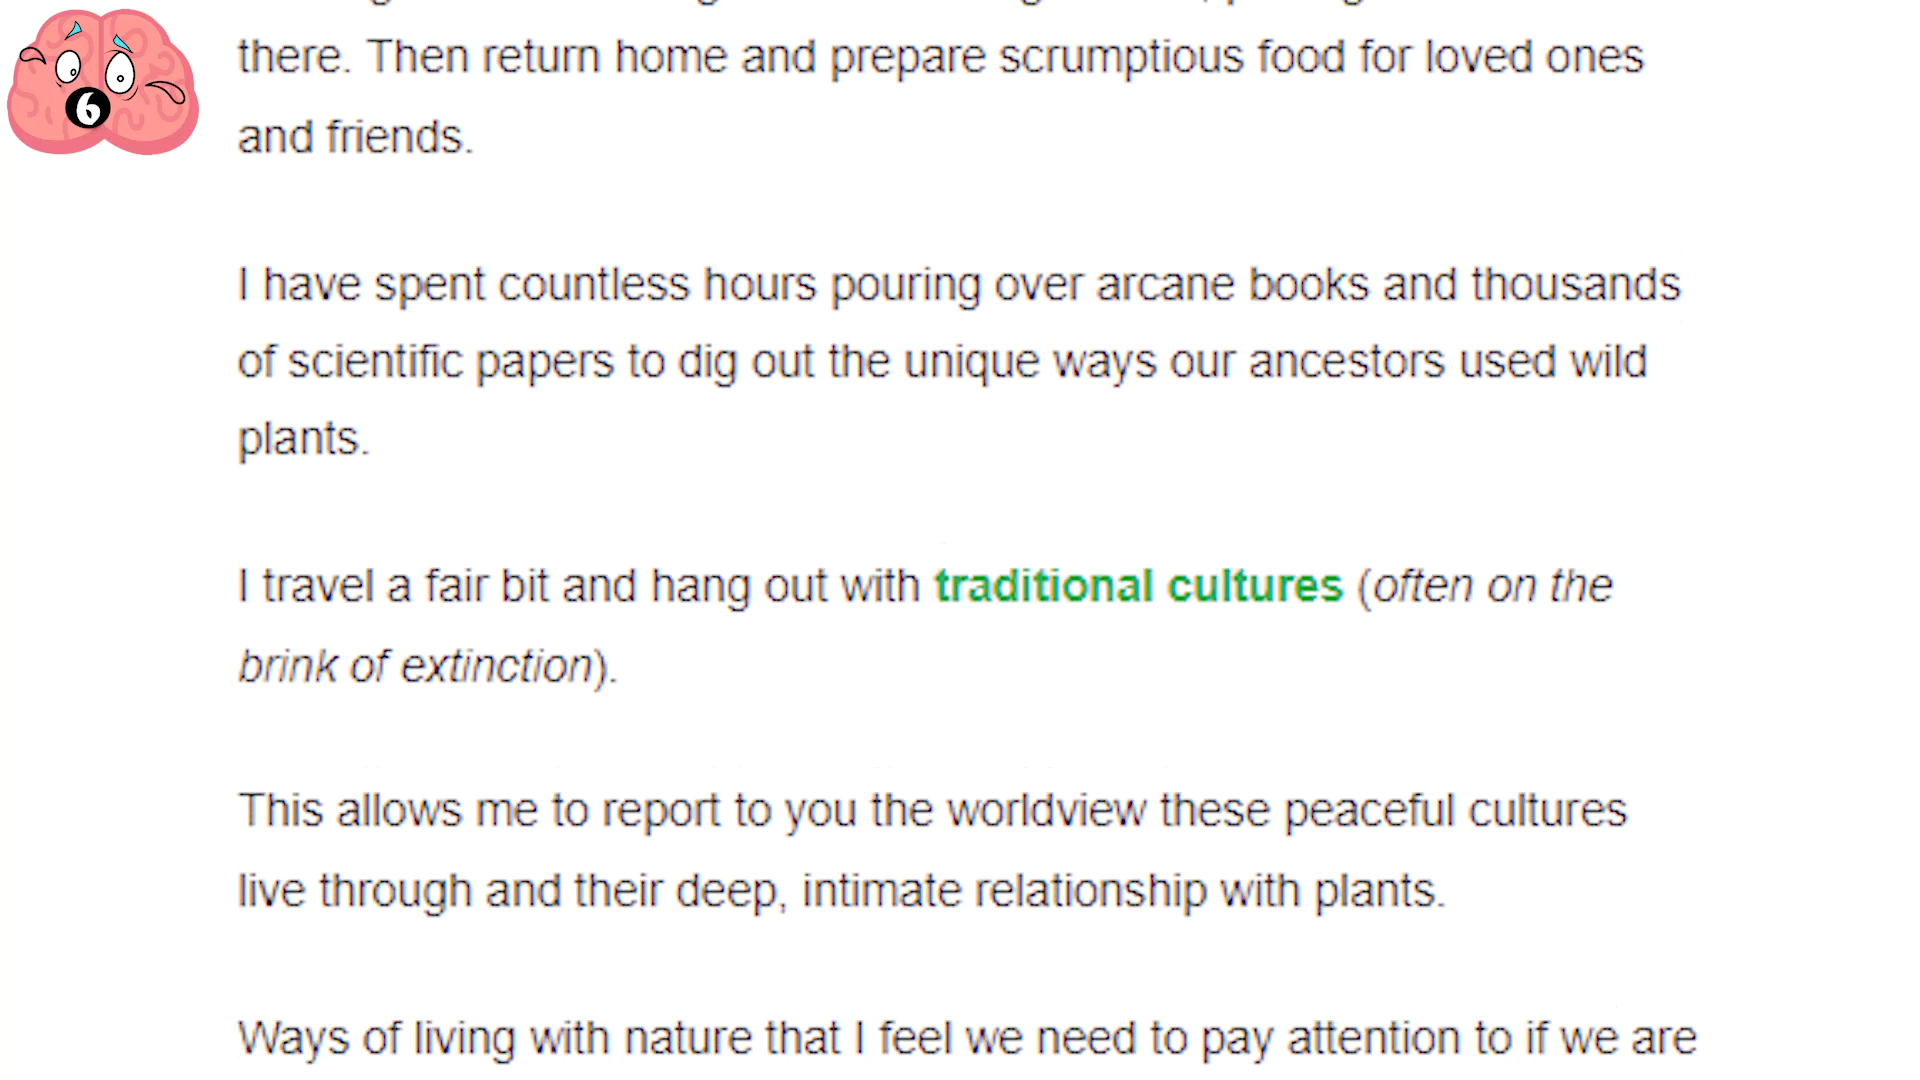 6
there. Then return home and prepare scrumptious food for loved ones
and friends.
I have spent countless hours pouring over arcane books and thousands
of scientific papers to dig out the unique ways our ancestors used wild
plants.
I travel a fair bit and hang out with traditional cultures (often on the
brink of extinction).
This allows me to report to you the worldview these peaceful cultures
live through and their deep, intimate relationship with plants.
Ways of living with nature that I feel we need to pay attention to if we are